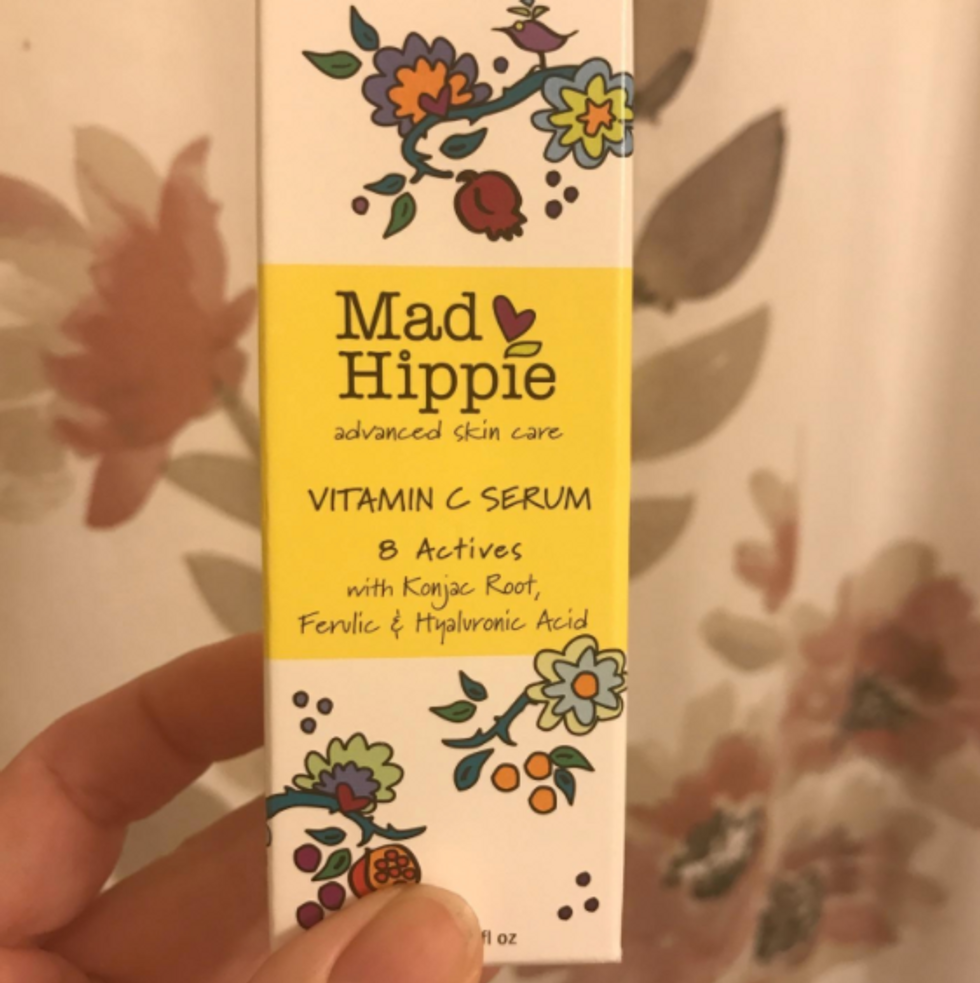 Mad
Hippie
advanced skin care
VITAMIN C SERUM
8 Actives
with Konjac Root,
Ferulic & Hyaluronic Acid
fl oz